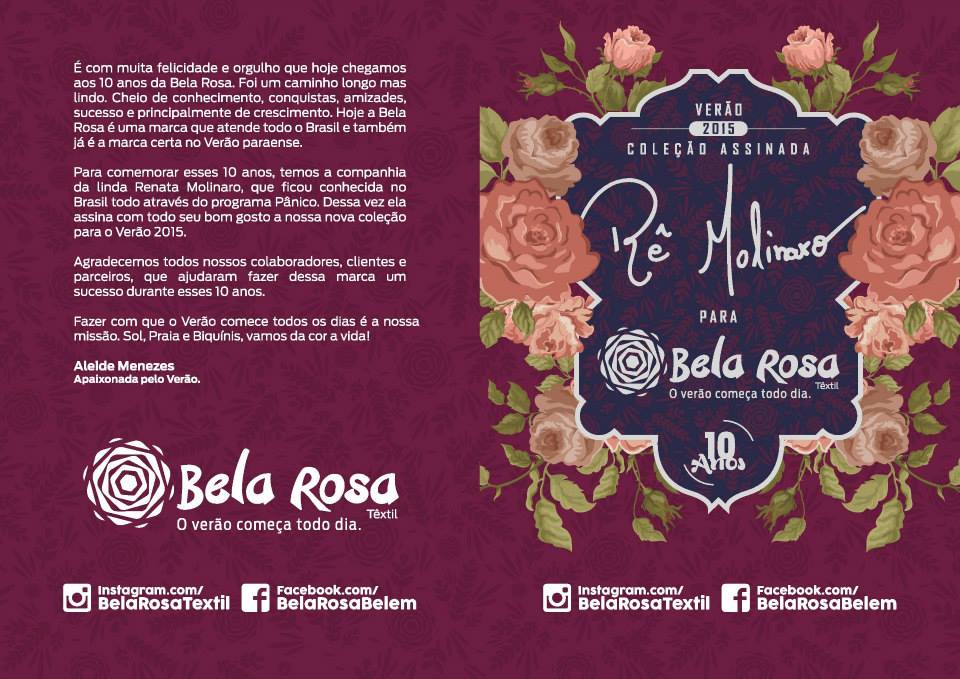 É com muita felicidade e orgulho que hoje chegamos
aos 10 anos da Bela Rosa. Foi um caminho longo mas
lindo. Cheio de conhecimento, conquistas, amizades,
sucesso e principalmente de crescimento. Hoje a Bela
Rosa é uma marca que atende todo o Brasil e também
já é a marca certa no Verão paraense.
Para comemorar esses 10 anos, temos a companhia
da linda Renata Molinaro, que ficou conhecida no
Brasil todo através do programa Pânico. Dessa vez ela
assina com todo seu bom gosto a nossa nova coleção
para o Verão 2015.
Agradecemos todos nossos colaboradores, clientes e
parceiros, que ajudaram fazer dessa marca um
sucesso durante esses 10 anos.
Fazer com que o Verão comece todos os dias é a nossa
missão. Sol, Praia e Biquínis, vamos da cor a vida!
Aleide Menezes
Apaixonada pelo Verão.
Bela Rosa
Têxtil
O verão começa todo dia.
Instagram.com/
BelaRosaTextil
Facebook.com/
BelaRosaBelem
VERÃO
2015
COLEÇÃO ASSINADA
Rê Molinaro
PARA
Bela Rosa
Têxtil
O verão começa todo dia.
10
Anos
Instagram.com/
BelaRosaTextil
Facebook.com/
BelaRosaBelem